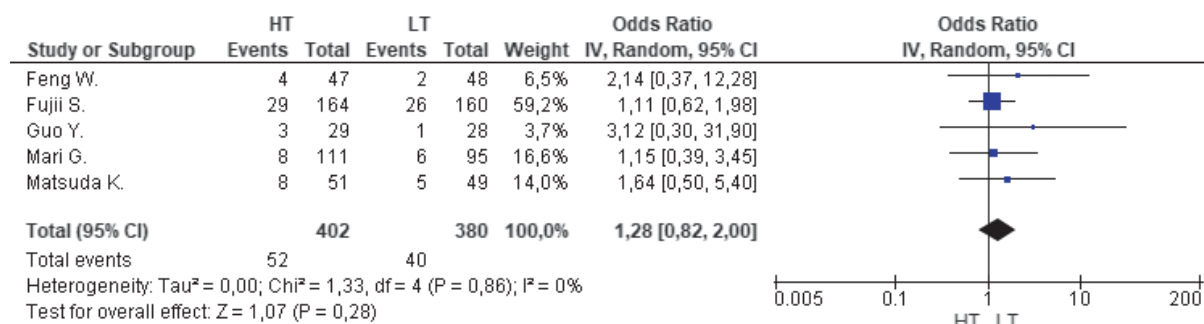 HT LT Odds Ratio Odds Ratio
Study or Subgroup Events Total Events Total Weight IV, Random, 95% CI IV, Random, 95% CI
Feng W. 4 47 2 48 6,5% 2,14 [0,37, 12,28]
Fujii S. 29 164 26 160 59,2% 1,11 [0,62, 1,98]
Guo Y. 3 29 1 28 3,7% 3,12 [0,30, 31,90]
Mari G. 8 111 6 95 16,6% 1,15 [0,39, 3,45]
Matsuda K. 8 51 5 49 14,0% 1,64 [0,50, 5,40]
Total (95% CI) 402 380 100,0% 1,28 [0,82, 2,00]
Total events 52 40
Heterogeneity: Tau² = 0,00; Chi² = 1,33, df = 4 (P = 0,86); I² = 0%
Test for overall effect: Z = 1,07 (P = 0,28)
0.005 0.1 1 10 200
HT LT